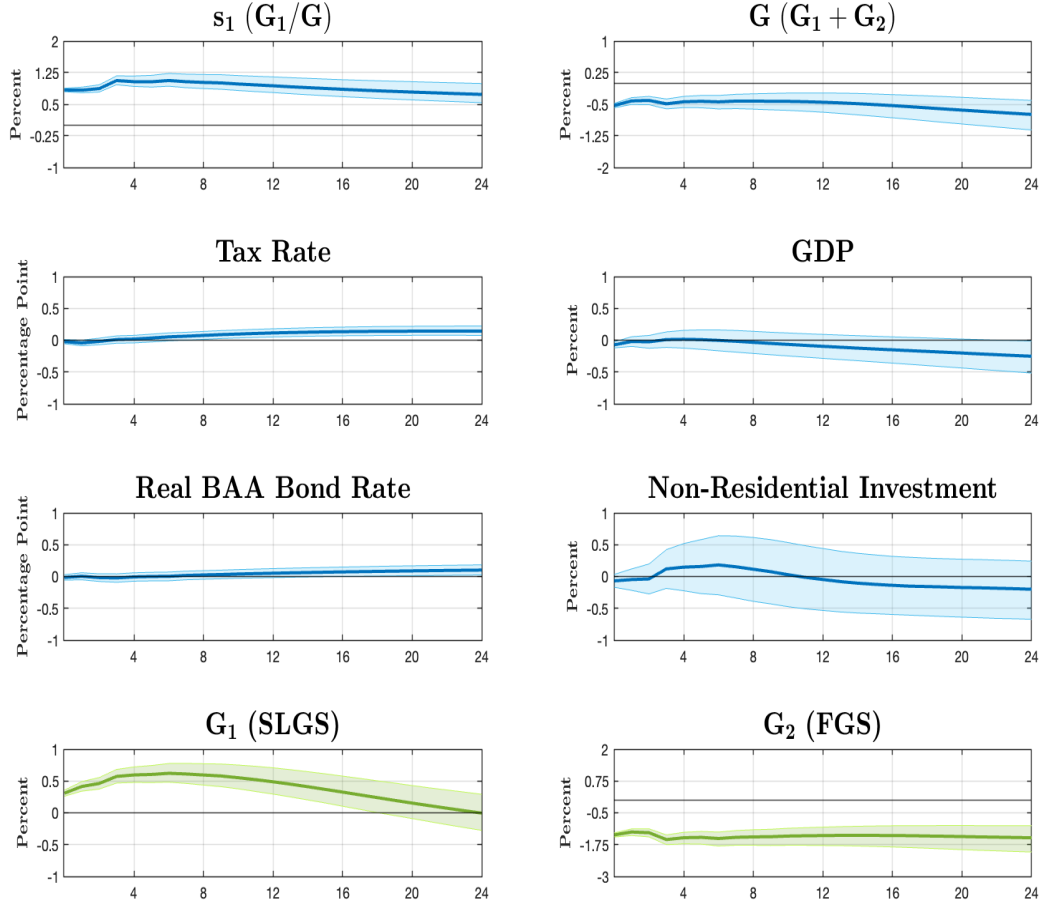 s₁ (G₁/G)
Percent
2
1.25
0.5
-0.25
-1
4 8 12 16 20 24
G (G₁ + G₂)
Percent
1
0.25
-0.5
-1.25
-2
4 8 12 16 20 24
Tax Rate
Percentage Point
1
0.5
0
-0.5
-1
4 8 12 16 20 24
GDP
Percent
1
0.5
0
-0.5
-1
4 8 12 16 20 24
Real BAA Bond Rate
Percentage Point
1
0.5
0
-0.5
-1
4 8 12 16 20 24
Non-Residential Investment
Percent
1
0.5
0
-0.5
-1
4 8 12 16 20 24
G₁ (SLGS)
Percent
1
0.5
0
-0.5
-1
4 8 12 16 20 24
G₂ (FGS)
Percent
2
0.75
-0.5
-1.75
-3
4 8 12 16 20 24